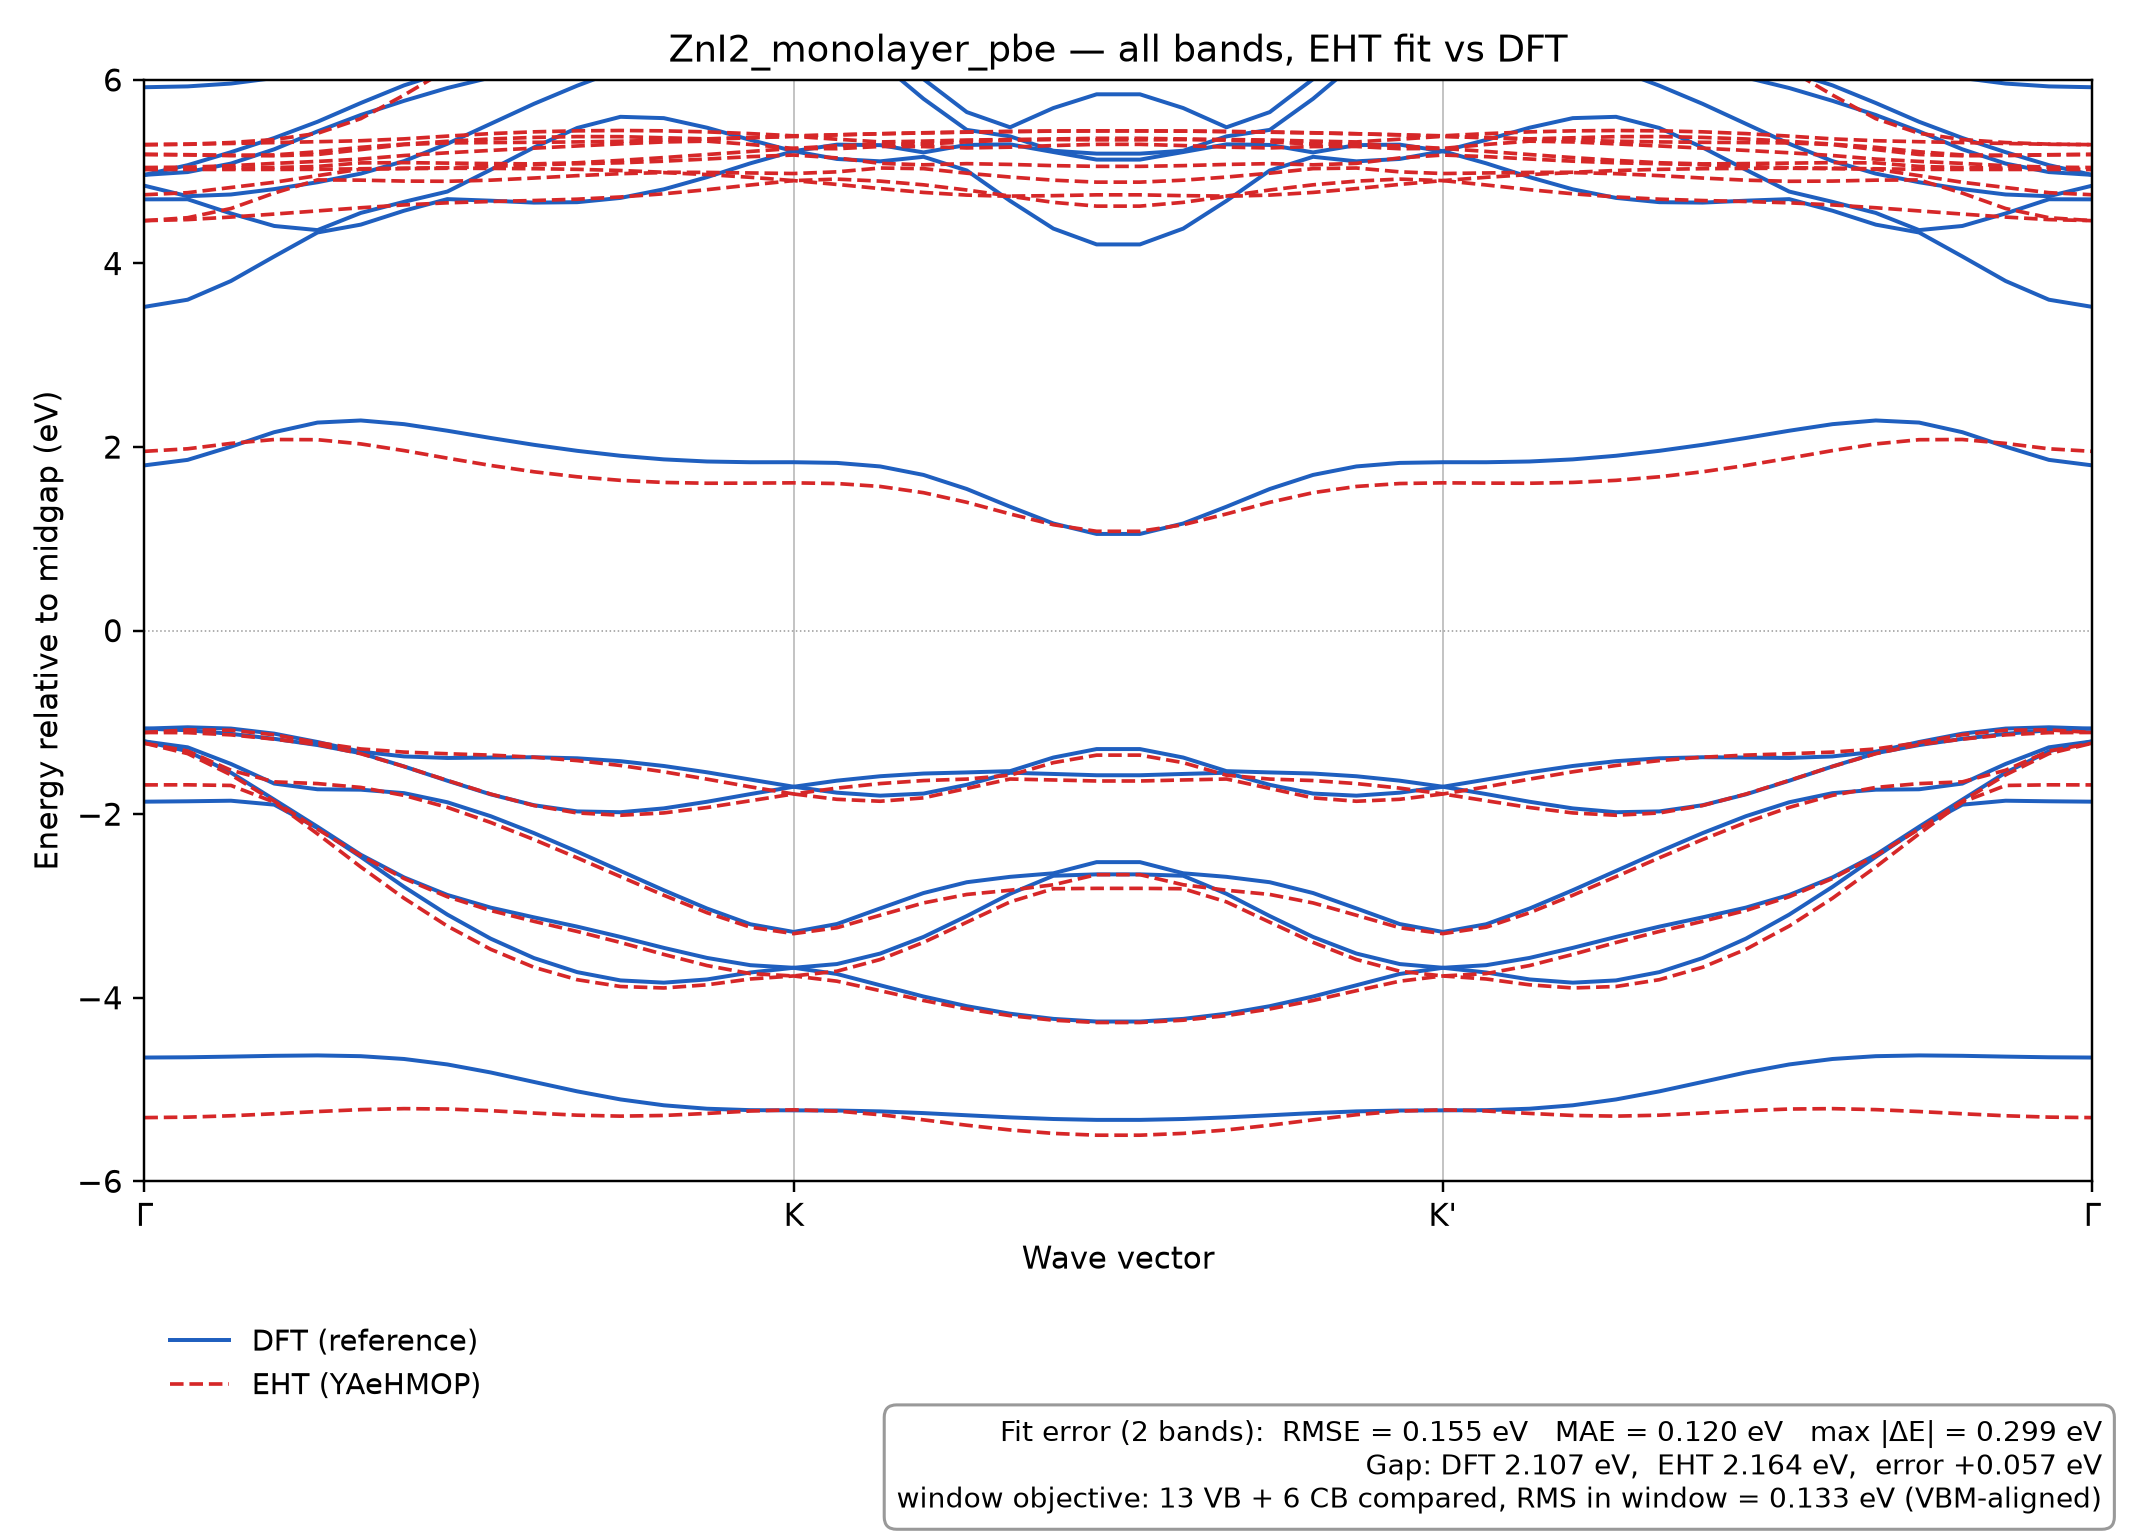 ZnI2_monolayer_pbe — all bands, EHT fit vs DFT
6
4
2
0
−2
−4
−6
Energy relative to midgap (eV)
Γ K K' Γ
Wave vector
DFT (reference)
EHT (YAeHMOP)
Fit error (2 bands): RMSE = 0.155 eV MAE = 0.120 eV max |ΔE| = 0.299 eV
Gap: DFT 2.107 eV, EHT 2.164 eV, error +0.057 eV
window objective: 13 VB + 6 CB compared, RMS in window = 0.133 eV (VBM-aligned)